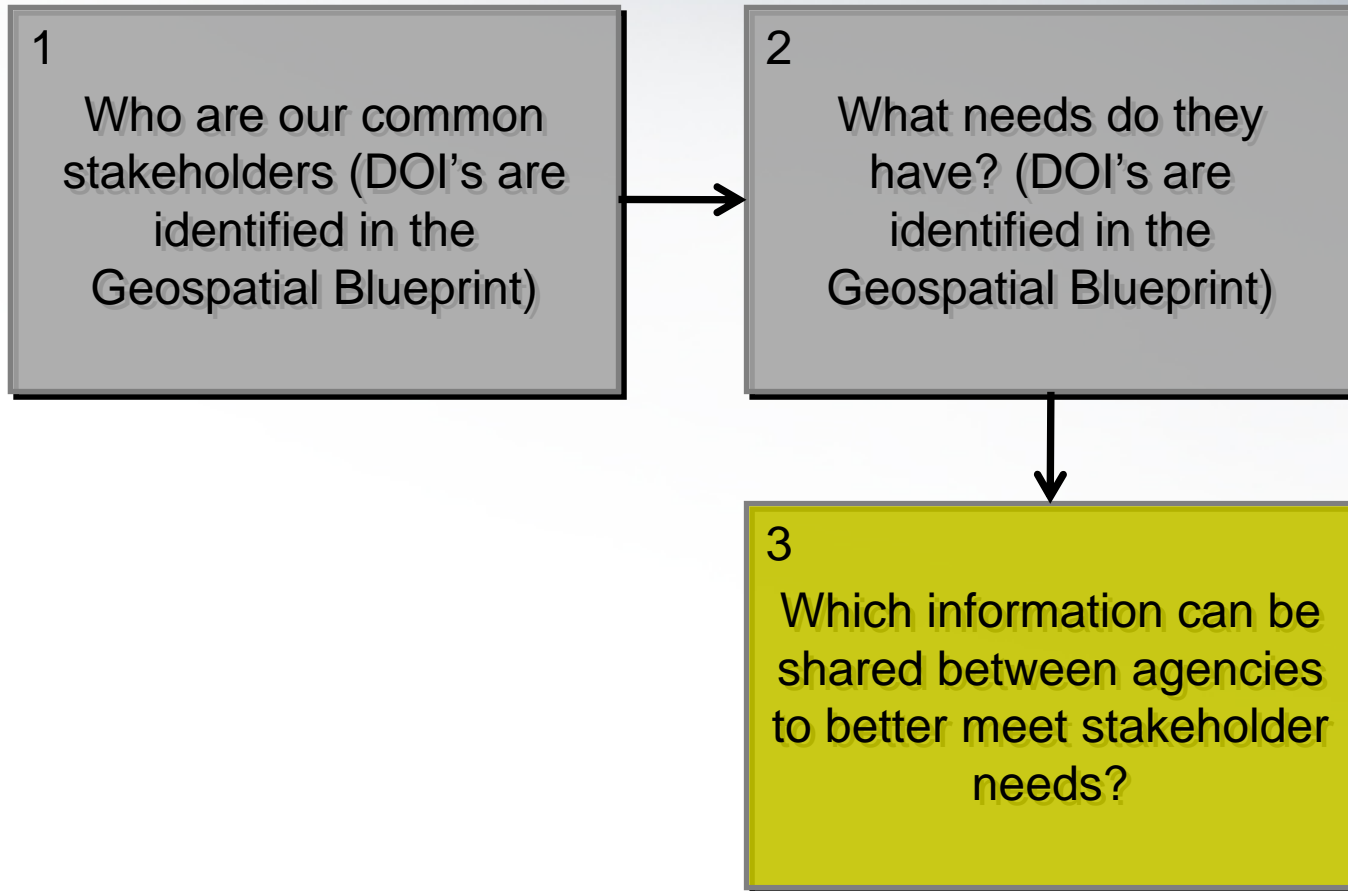 1
Who are our common
stakeholders (DOI's are
identified in the
Geospatial Blueprint)
2
What needs do they
have? (DOI's are
identified in the
Geospatial Blueprint)
3
Which information can be
shared between agencies
to better meet stakeholder
needs?